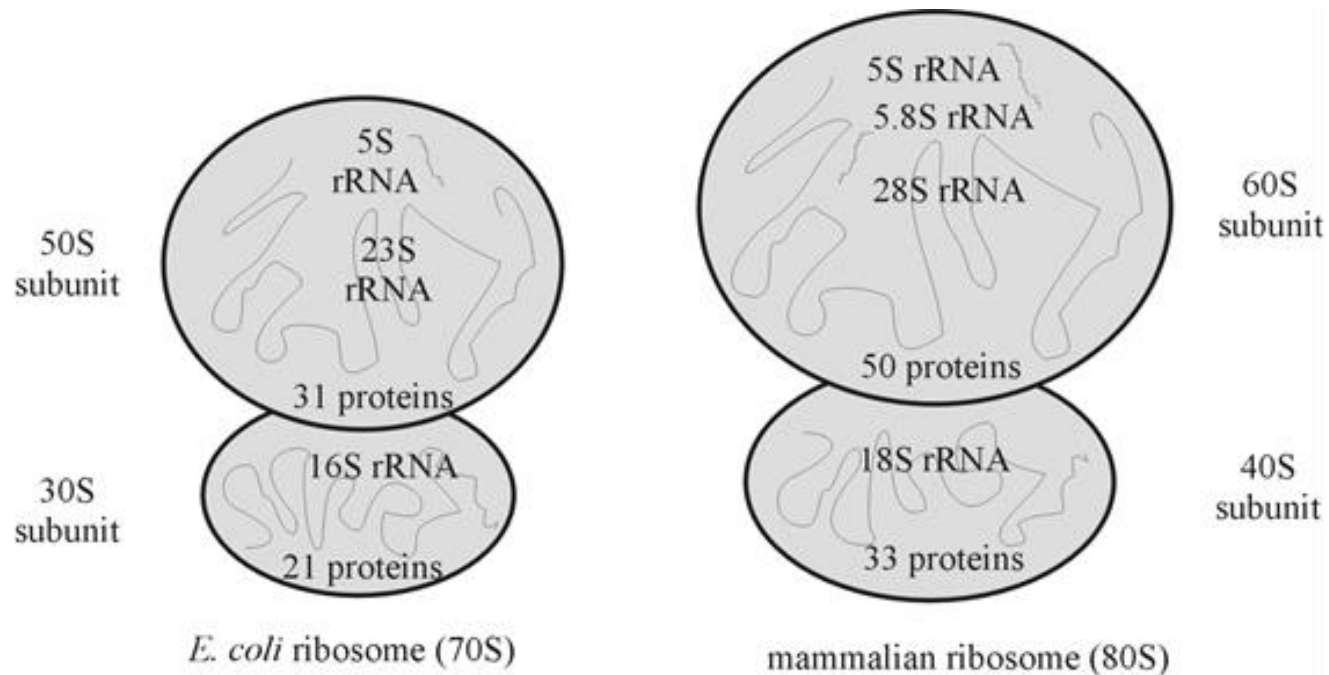 5S
rRNA
23S
rRNA
31 proteins
50S
subunit
16S rRNA
21 proteins
30S
subunit
E. coli ribosome (70S)
5S rRNA
5.8S rRNA
28S rRNA
50 proteins
60S
subunit
18S rRNA
33 proteins
40S
subunit
mammalian ribosome (80S)